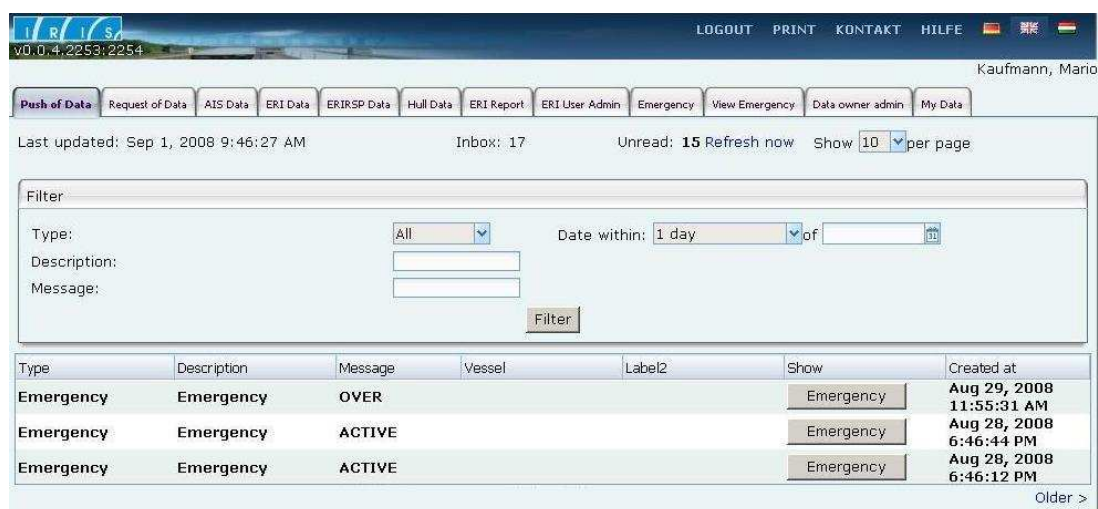 I R I S
LOGOUT PRINT KONTAKT HILFE
v0.0.4.2253:2254
Kaufmann, Mario
Push of Data Request of Data AIS Data ERI Data ERIRSP Data Hull Data ERI Report ERI User Admin Emergency View Emergency Data owner admin My Data
Last updated: Sep 1, 2008 9:46:27 AM Inbox: 17 Unread: 15 Refresh now Show 10 per page
Filter
Type: All Date within: 1 day of 31
Description:
Message:
Filter
Type Description Message Vessel Label2 Show Created at
Emergency Emergency OVER Emergency Aug 29, 2008
11:55:31 AM
Emergency Emergency ACTIVE Emergency Aug 28, 2008
6:46:44 PM
Emergency Emergency ACTIVE Emergency Aug 28, 2008
6:46:12 PM
Older >